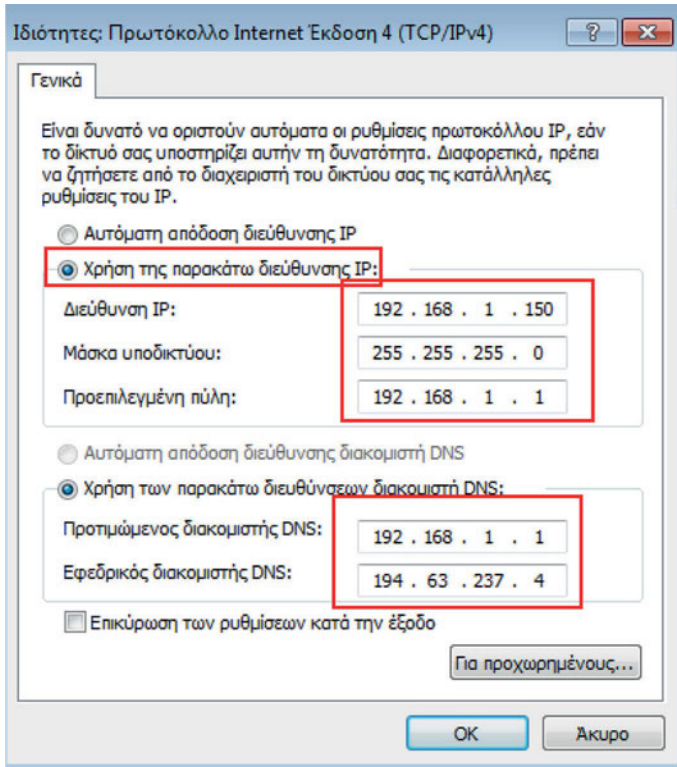 Ιδιότητες: Πρωτόκολλο Internet Έκδοση 4 (TCP/IPv4)
Γενικά
Είναι δυνατό να οριστούν αυτόματα οι ρυθμίσεις πρωτοκόλλου IP, εάν
το δίκτυό σας υποστηρίζει αυτήν τη δυνατότητα. Διαφορετικά, πρέπει
να ζητήσετε από το διαχειριστή του δικτύου σας τις κατάλληλες
ρυθμίσεις του IP.
Αυτόματη απόδοση διεύθυνσης IP
Χρήση της παρακάτω διεύθυνσης IP:
Διεύθυνση IP: 192 . 168 . 1 . 150
Μάσκα υποδικτύου: 255 . 255 . 255 . 0
Προεπιλεγμένη πύλη: 192 . 168 . 1 . 1
Αυτόματη απόδοση διεύθυνσης διακομιστή DNS
Χρήση των παρακάτω διευθύνσεων διακομιστή DNS:
Προτιμώμενος διακομιστής DNS: 192 . 168 . 1 . 1
Εφεδρικός διακομιστής DNS: 194 . 63 . 237 . 4
Επικύρωση των ρυθμίσεων κατά την έξοδο
Για προχωρημένους...
OK Άκυρο